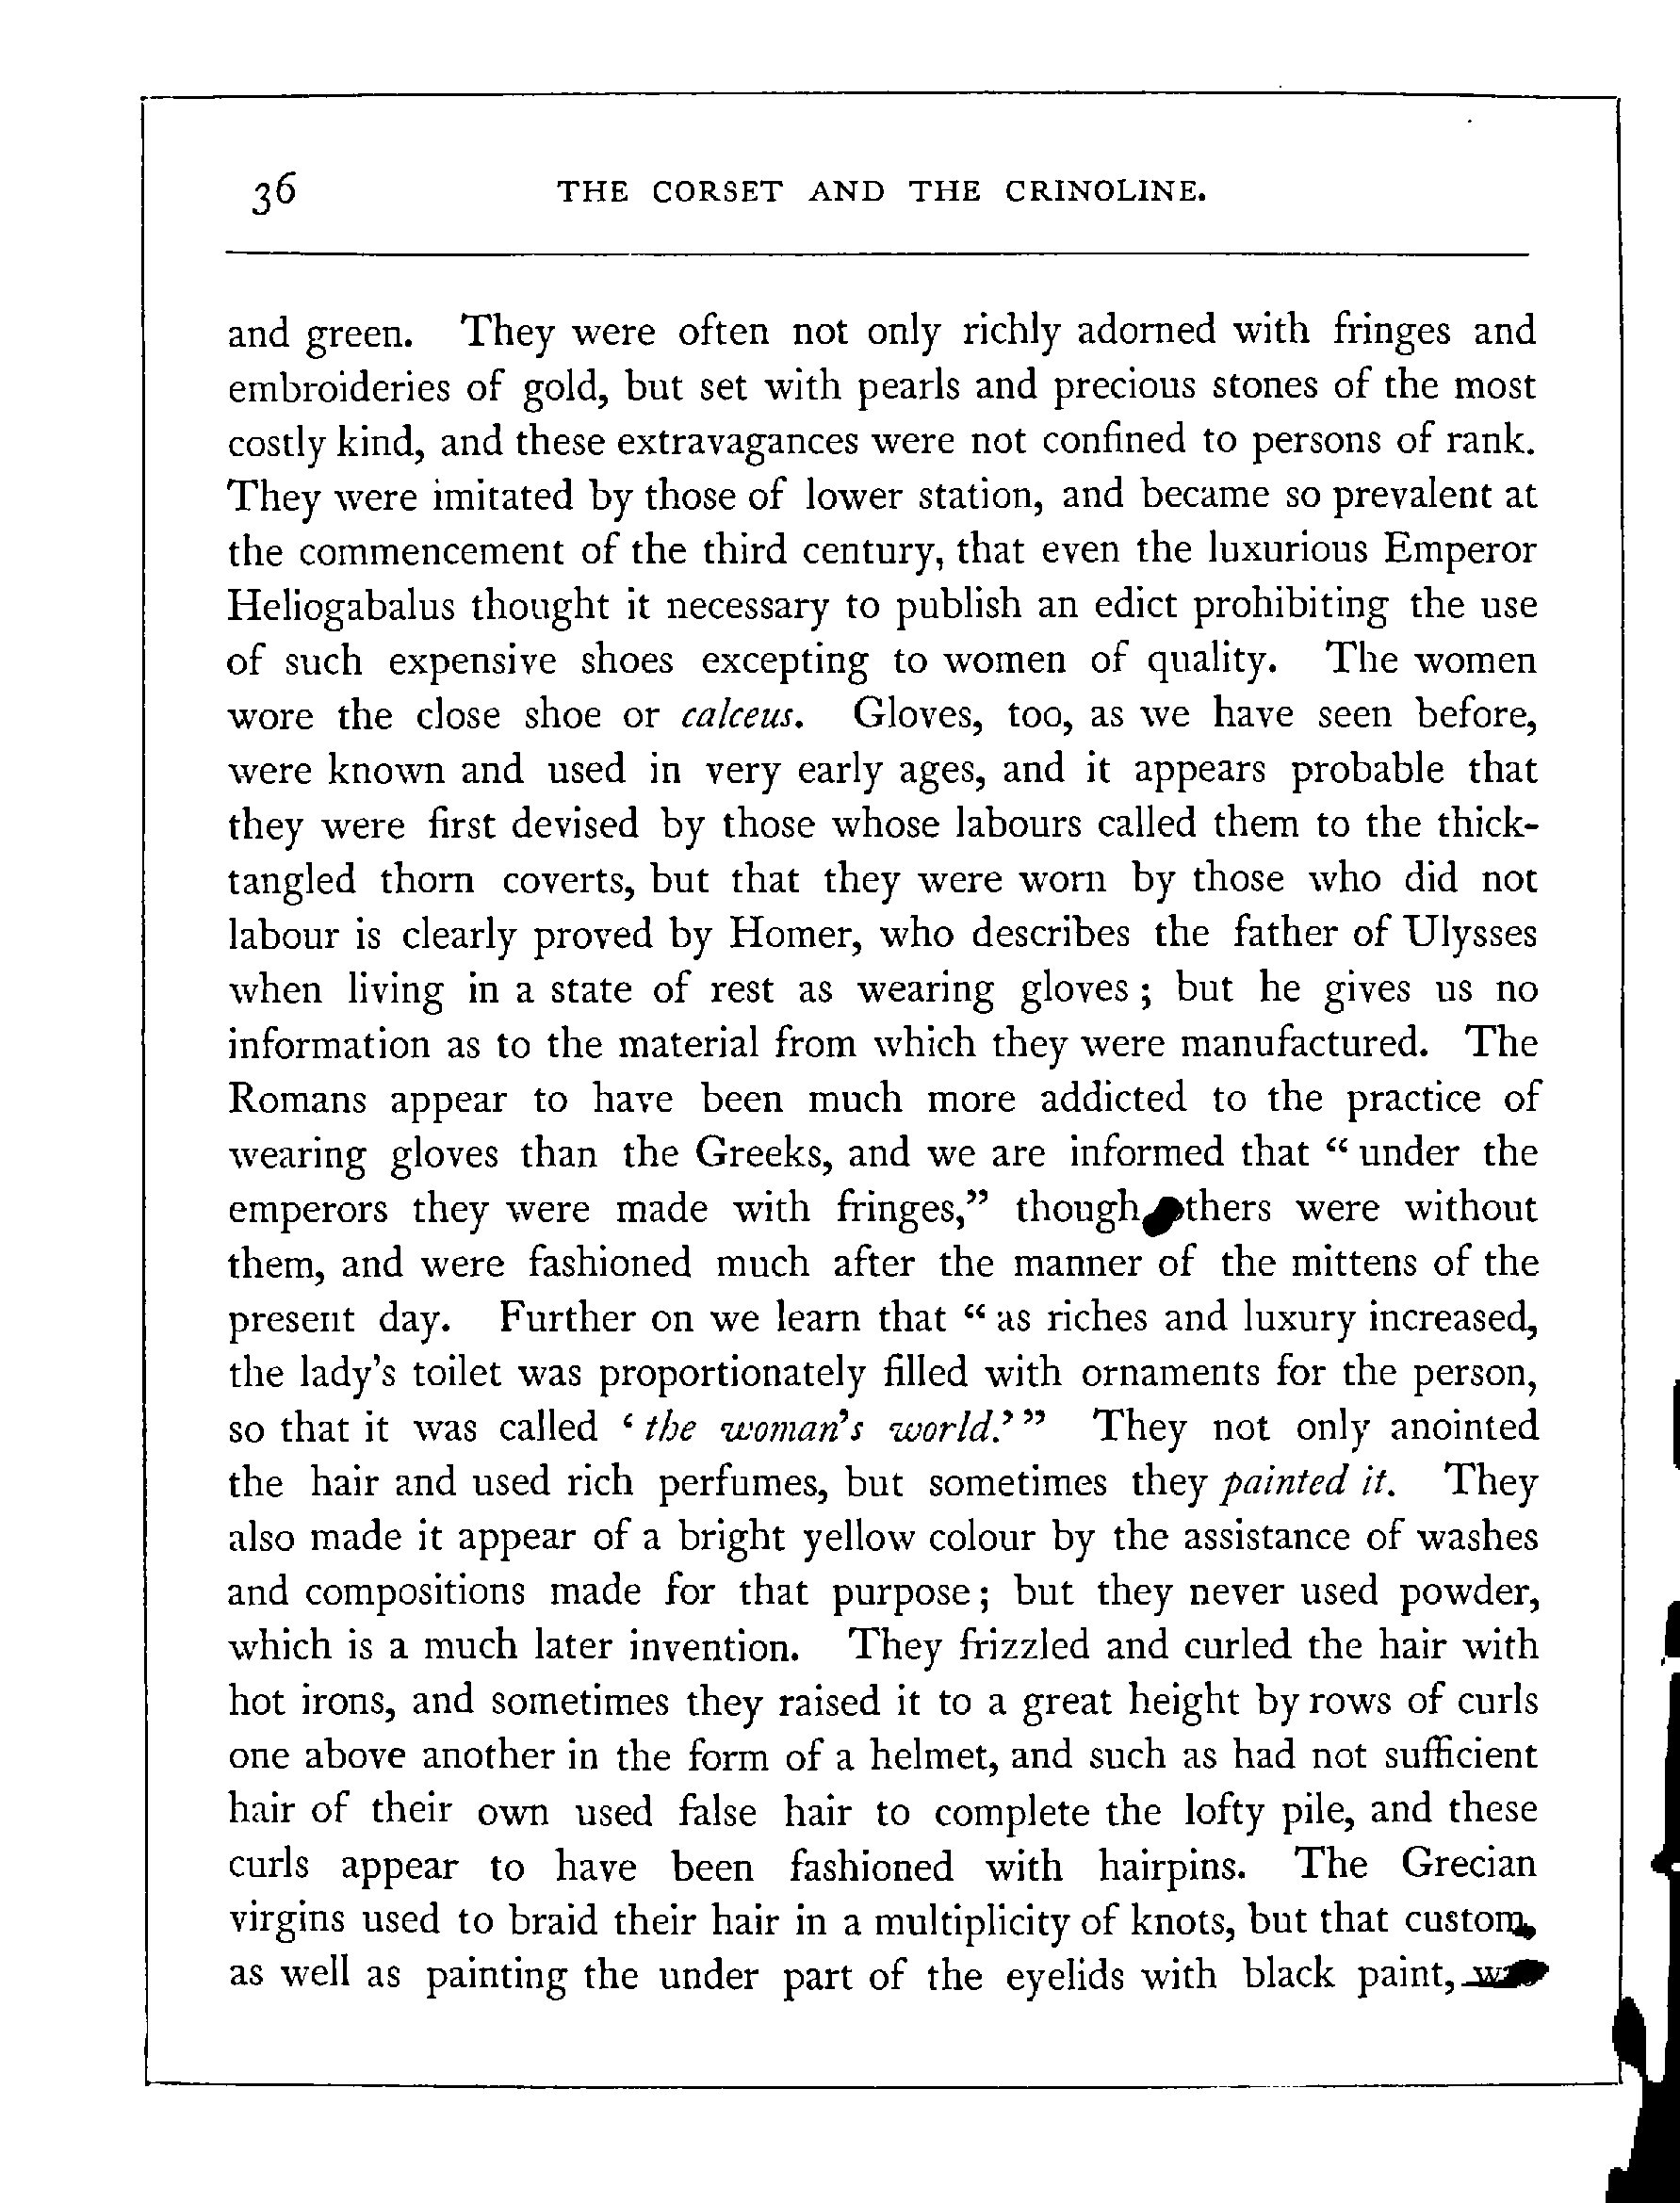 36 THE CORSET AND THE CRINOLINE.
and green. They were often not only richly adorned with fringes and
embroideries of gold, but set with pearls and precious stones of the most
costly kind, and these extravagances were not confined to persons of rank.
They were imitated by those of lower station, and became so prevalent at
the commencement of the third century, that even the luxurious Emperor
Heliogabalus thought it necessary to publish an edict prohibiting the use
of such expensive shoes excepting to women of quality. The women
wore the close shoe or calceus. Gloves, too, as we have seen before,
were known and used in very early ages, and it appears probable that
they were first devised by those whose labours called them to the thick-
tangled thorn coverts, but that they were worn by those who did not
labour is clearly proved by Homer, who describes the father of Ulysses
when living in a state of rest as wearing gloves; but he gives us no
information as to the material from which they were manufactured. The
Romans appear to have been much more addicted to the practice of
wearing gloves than the Greeks, and we are informed that “under the
emperors they were made with fringes,” though others were without
them, and were fashioned much after the manner of the mittens of the
present day. Further on we learn that “as riches and luxury increased,
the lady’s toilet was proportionately filled with ornaments for the person,
so that it was called ‘the woman’s world.’” They not only anointed
the hair and used rich perfumes, but sometimes they painted it. They
also made it appear of a bright yellow colour by the assistance of washes
and compositions made for that purpose; but they never used powder,
which is a much later invention. They frizzled and curled the hair with
hot irons, and sometimes they raised it to a great height by rows of curls
one above another in the form of a helmet, and such as had not sufficient
hair of their own used false hair to complete the lofty pile, and these
curls appear to have been fashioned with hairpins. The Grecian
virgins used to braid their hair in a multiplicity of knots, but that custom,
as well as painting the under part of the eyelids with black paint,